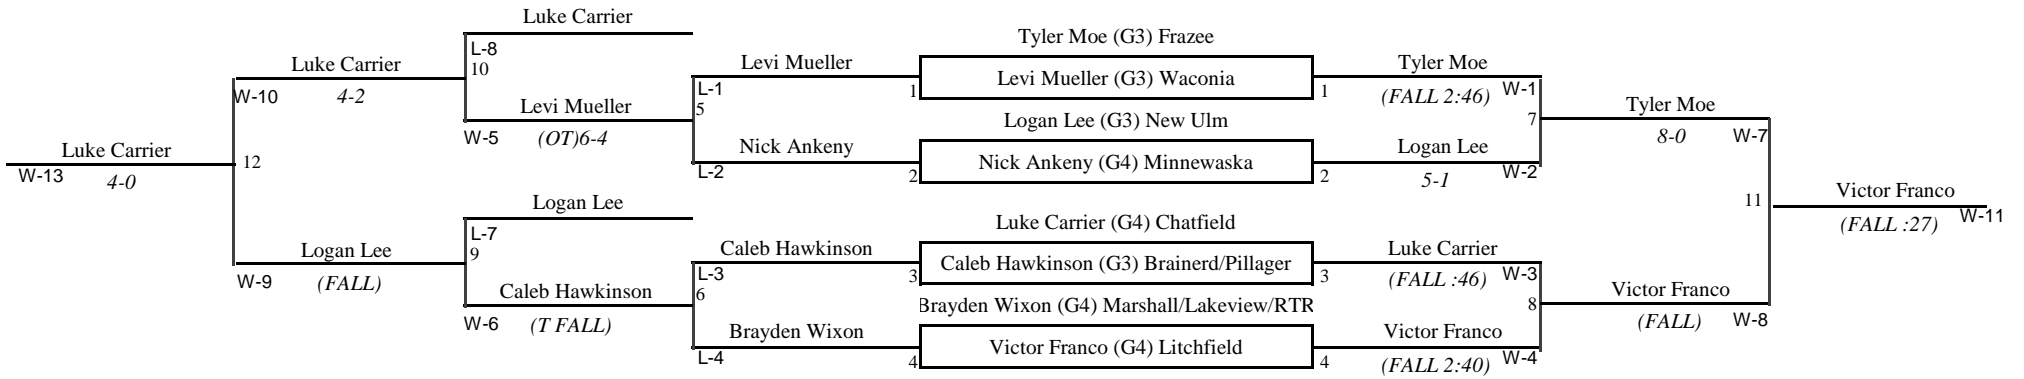 Luke Carrier
Tyler Moe (G3) Frazee
L-8
10
Luke Carrier
Levi Mueller
Levi Mueller (G3) Waconia
Tyler Moe
W-10
4-2
L-1
1
1
(FALL 2:46)
W-1
Levi Mueller
5
Logan Lee (G3) New Ulm
7
Tyler Moe
W-5
(OT)6-4
8-0
W-7
Luke Carrier
12
Nick Ankeny
Nick Ankeny (G4) Minnewaska
Logan Lee
W-13
4-0
L-2
2
2
5-1
W-2
Logan Lee
11
Victor Franco
(FALL :27)
W-11
L-7
9
Luke Carrier (G4) Chatfield
Logan Lee
Caleb Hawkinson
Caleb Hawkinson (G3) Brainerd/Pillager
Luke Carrier
W-9
(FALL)
L-3
3
3
(FALL :46)
W-3
Caleb Hawkinson
6
Brayden Wixon (G4) Marshall/Lakeview/RTR
8
Victor Franco
W-6
(T FALL)
(FALL)
W-8
Brayden Wixon
Victor Franco (G4) Litchfield
Victor Franco
L-4
4
4
(FALL 2:40)
W-4